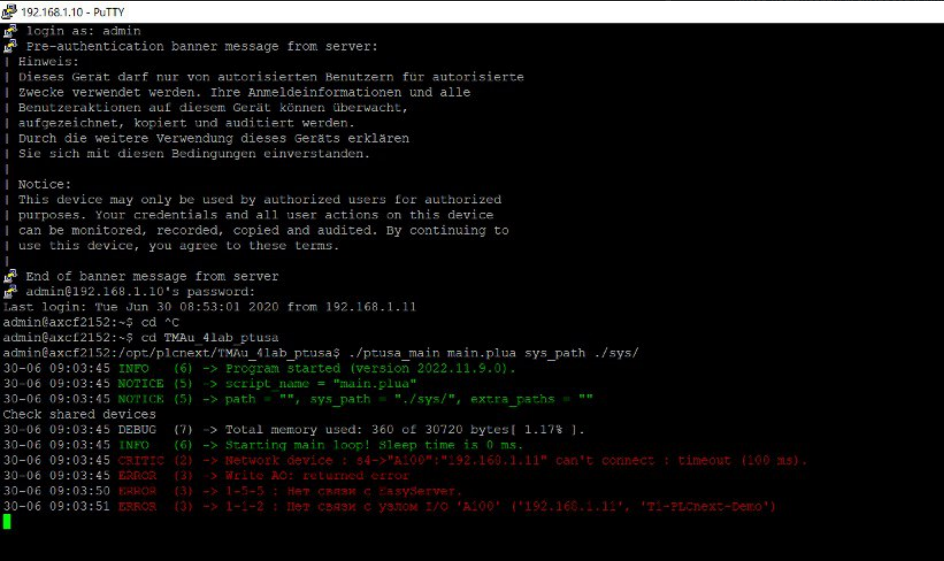 192.168.1.10 - PuTTY
login as: admin
Pre-authentication banner message from server:
| Hinweis:
| Dieses Gerät darf nur von autorisierten Benutzern für autorisierte
| Zwecke verwendet werden. Ihre Anmeldeinformationen und alle
| Benutzeraktionen auf diesem Gerät können überwacht,
| aufgezeichnet, kopiert und auditiert werden.
| Durch die weitere Verwendung dieses Geräts erklären
| Sie sich mit diesen Bedingungen einverstanden.
|
| Notice:
| This device may only be used by authorized users for authorized
| purposes. Your credentials and all user actions on this device
| can be monitored, recorded, copied and audited. By continuing to
| use this device, you agree to these terms.
|
End of banner message from server
admin@192.168.1.10's password:
Last login: Tue Jun 30 08:53:01 2020 from 192.168.1.11
admin@axcf2152:~$ cd ^C
admin@axcf2152:~$ cd TMAu_4lab_ptusa
admin@axcf2152:/opt/plcnext/TMAu_4lab_ptusa$ ./ptusa_main main.plua sys_path ./sys/
30-06 09:03:45 INFO (6) -> Program started (version 2022.11.9.0).
30-06 09:03:45 NOTICE (5) -> script_name = "main.plua"
30-06 09:03:45 NOTICE (5) -> path = "", sys_path = "./sys/", extra_paths = ""
Check shared devices
30-06 09:03:45 DEBUG (7) -> Total memory used: 360 of 30720 bytes[ 1.17% ].
30-06 09:03:45 INFO (6) -> Starting main loop! Sleep time is 0 ms.
30-06 09:03:45 CRITIC (2) -> Network device : s4->"A100":"192.168.1.11" can't connect : timeout (100 ms).
30-06 09:03:45 ERROR (3) -> Write AO: returned error
30-06 09:03:50 ERROR (3) -> 1-5-5 : Нет связи с EasyServer.
30-06 09:03:51 ERROR (3) -> 1-1-2 : Нет связи с узлом I/O 'A100' ('192.168.1.11', 'T1-PLCnext-Demo')